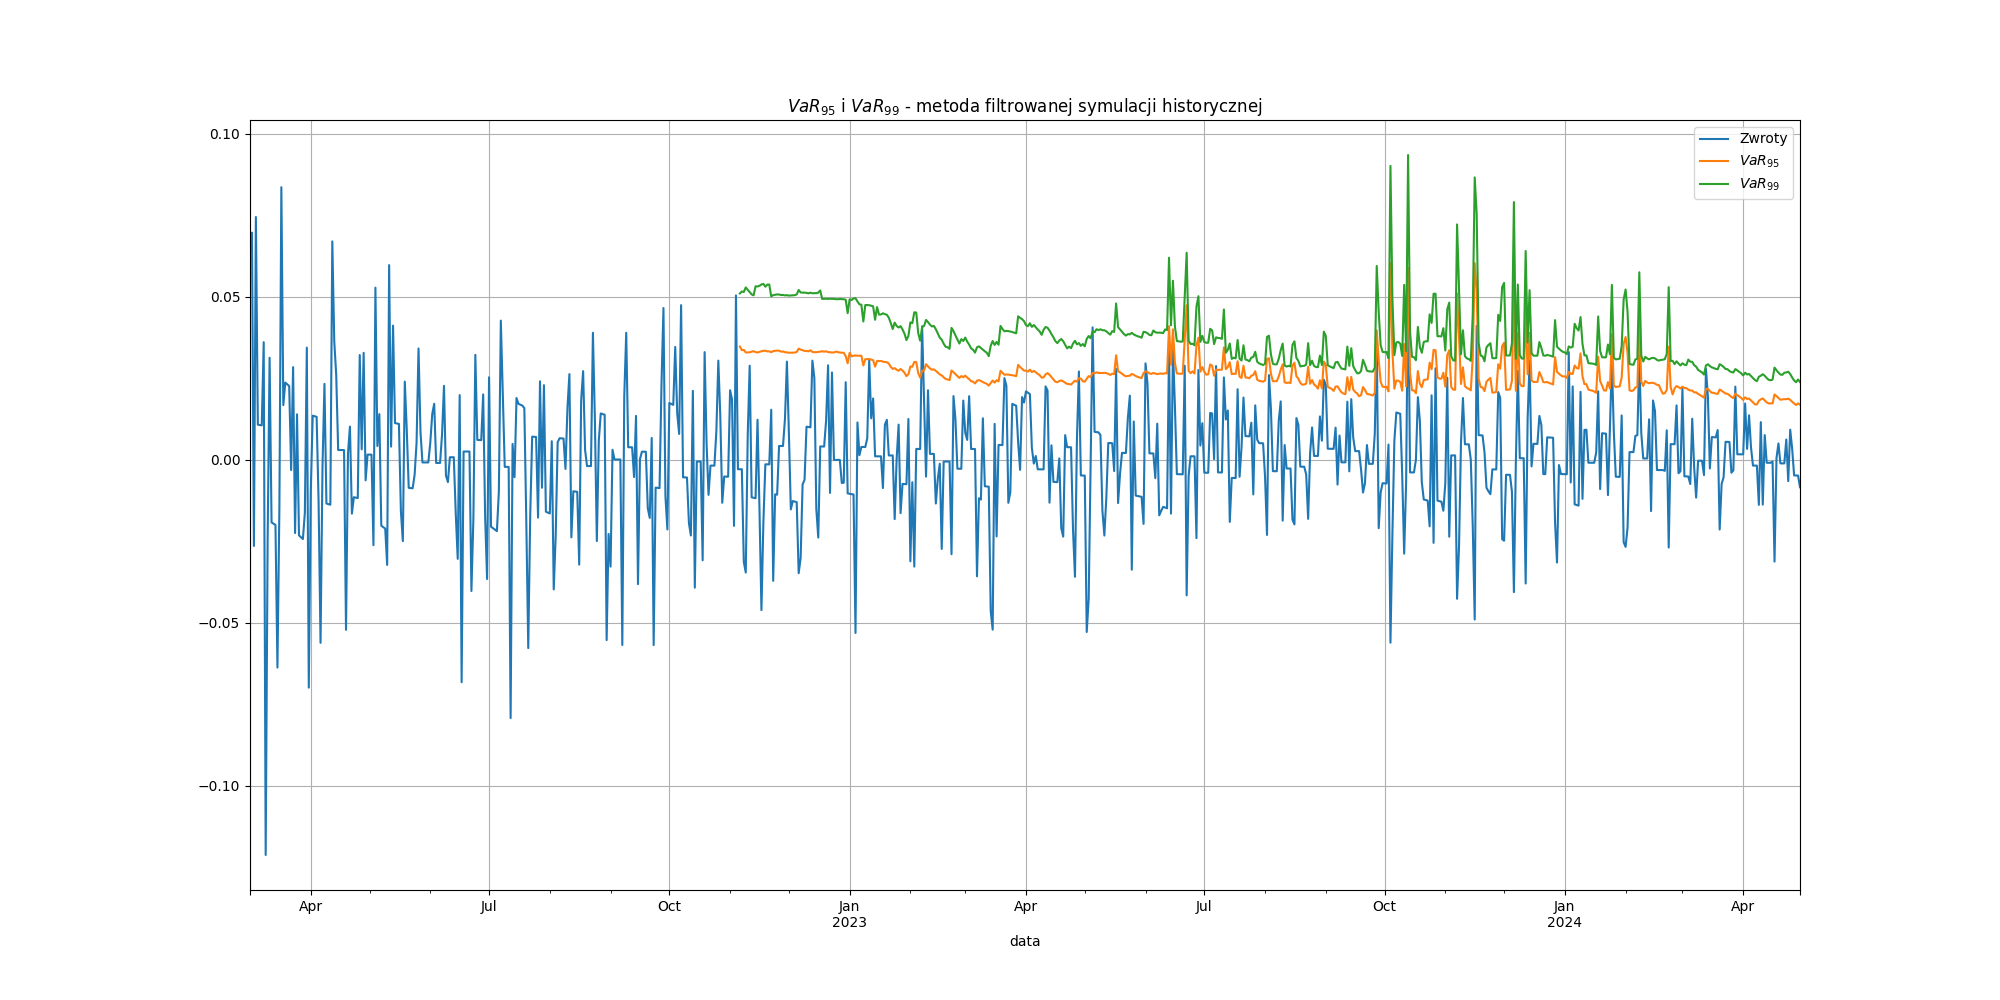 VaR95 i VaR99 - metoda filtrowanej symulacji historycznej
Zwroty
VaR95
VaR99
0.10
0.05
0.00
−0.05
−0.10
Apr Jul Oct Jan Apr Jul Oct Jan Apr
2023 2024
data